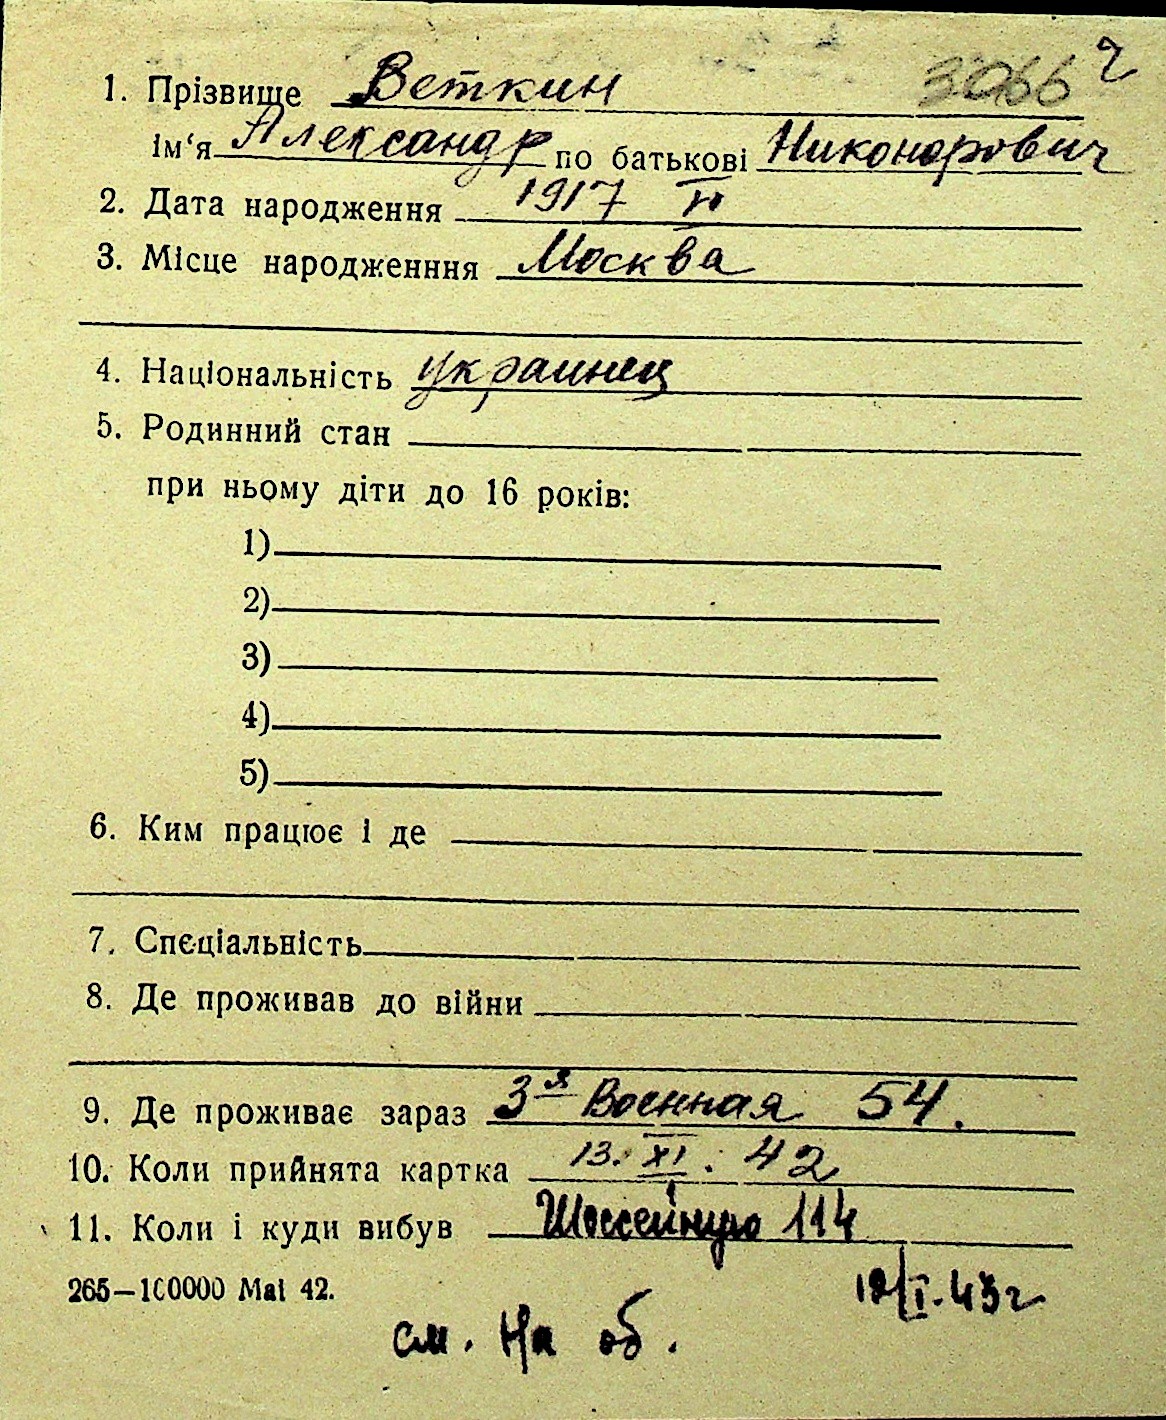 1. Прізвище Веткин 3066 ч
Ім‘я Александр по батькові Никонорович
2. Дата народження 1917 VI
3. Місце народженння Москва
4. Національність украинец
5. Родинний стан
при ньому діти до 16 років:
1)
2)
3)
4)
5)
6. Ким працює і де
7. Спеціальність
8. Де проживав до війни
9. Де проживає зараз 3я Военная 54.
10. Коли прийнята картка 13. XI. 42
11. Коли і куди вибув Шоссейную 114
265—100000 Mai 42. 19/I.43г
см. На об.